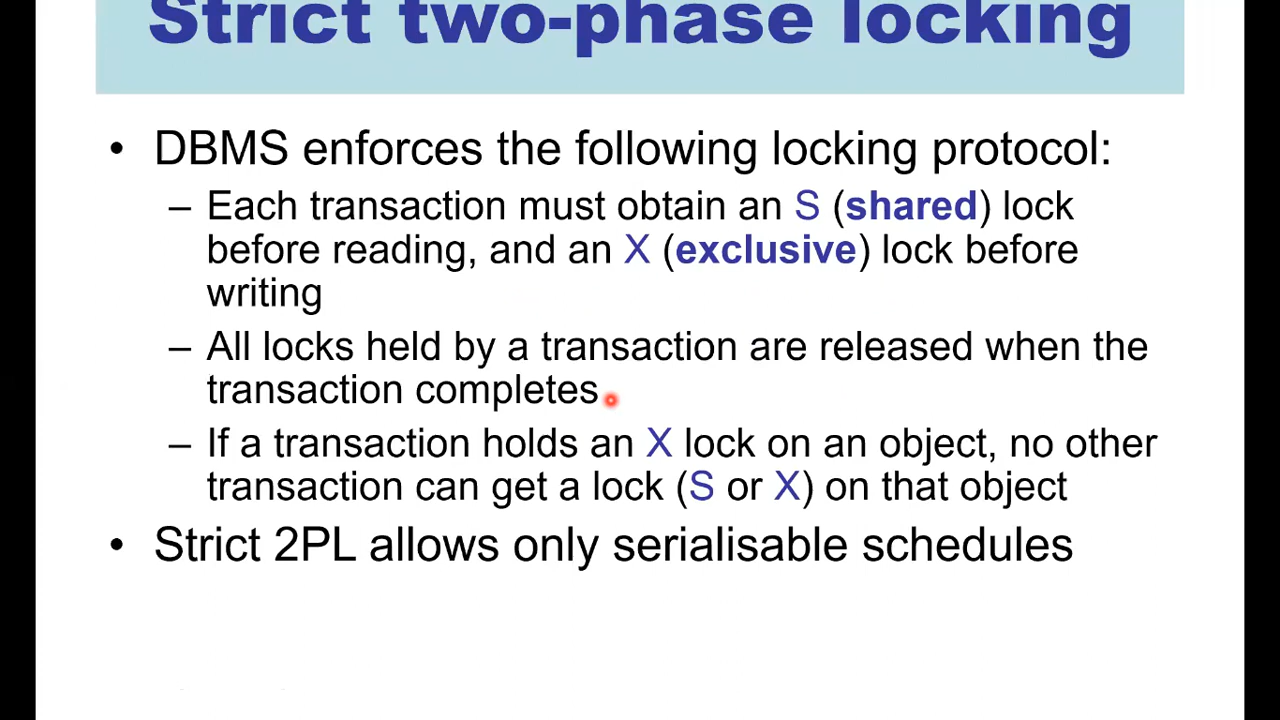 Strict two-phase locking
• DBMS enforces the following locking protocol:
– Each transaction must obtain an S (shared) lock
before reading, and an X (exclusive) lock before
writing
– All locks held by a transaction are released when the
transaction completes
– If a transaction holds an X lock on an object, no other
transaction can get a lock (S or X) on that object
• Strict 2PL allows only serialisable schedules